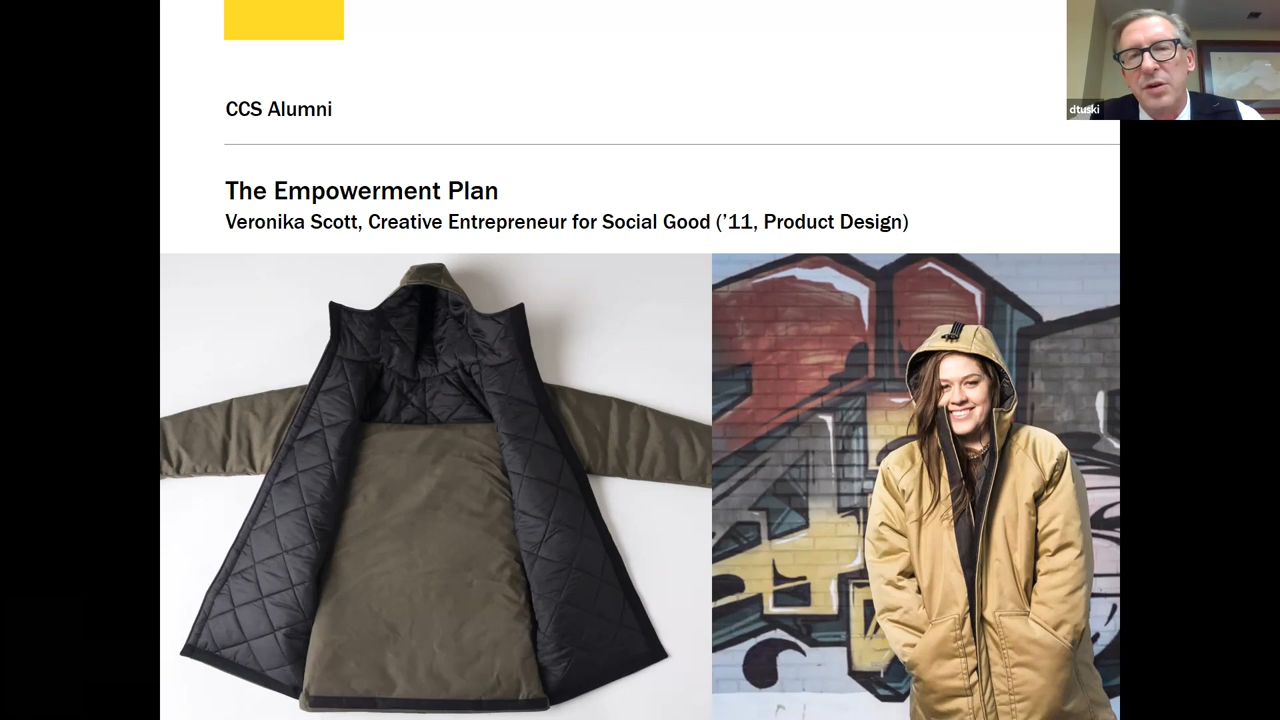 dtuski
CCS Alumni
The Empowerment Plan
Veronika Scott, Creative Entrepreneur for Social Good (’11, Product Design)